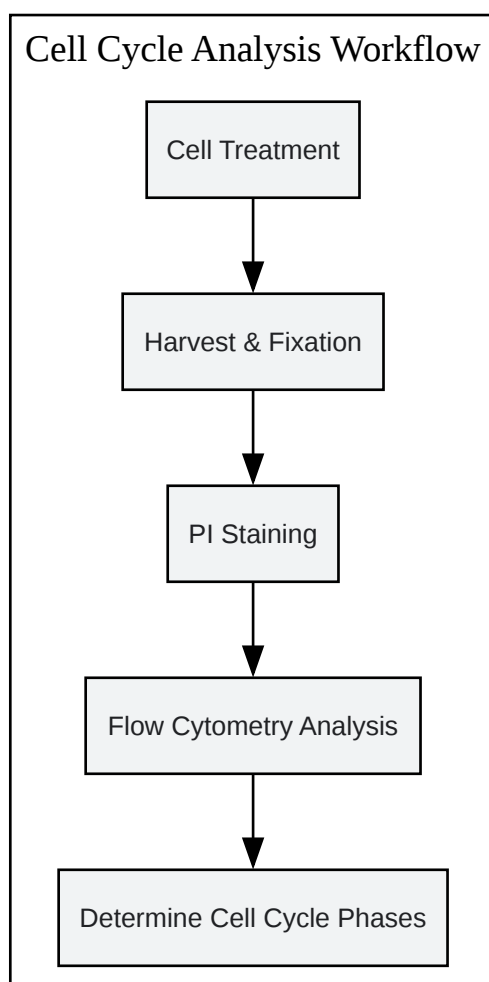 Cell Cycle Analysis Workflow
Cell Treatment
Harvest & Fixation
PI Staining
Flow Cytometry Analysis
Determine Cell Cycle Phases